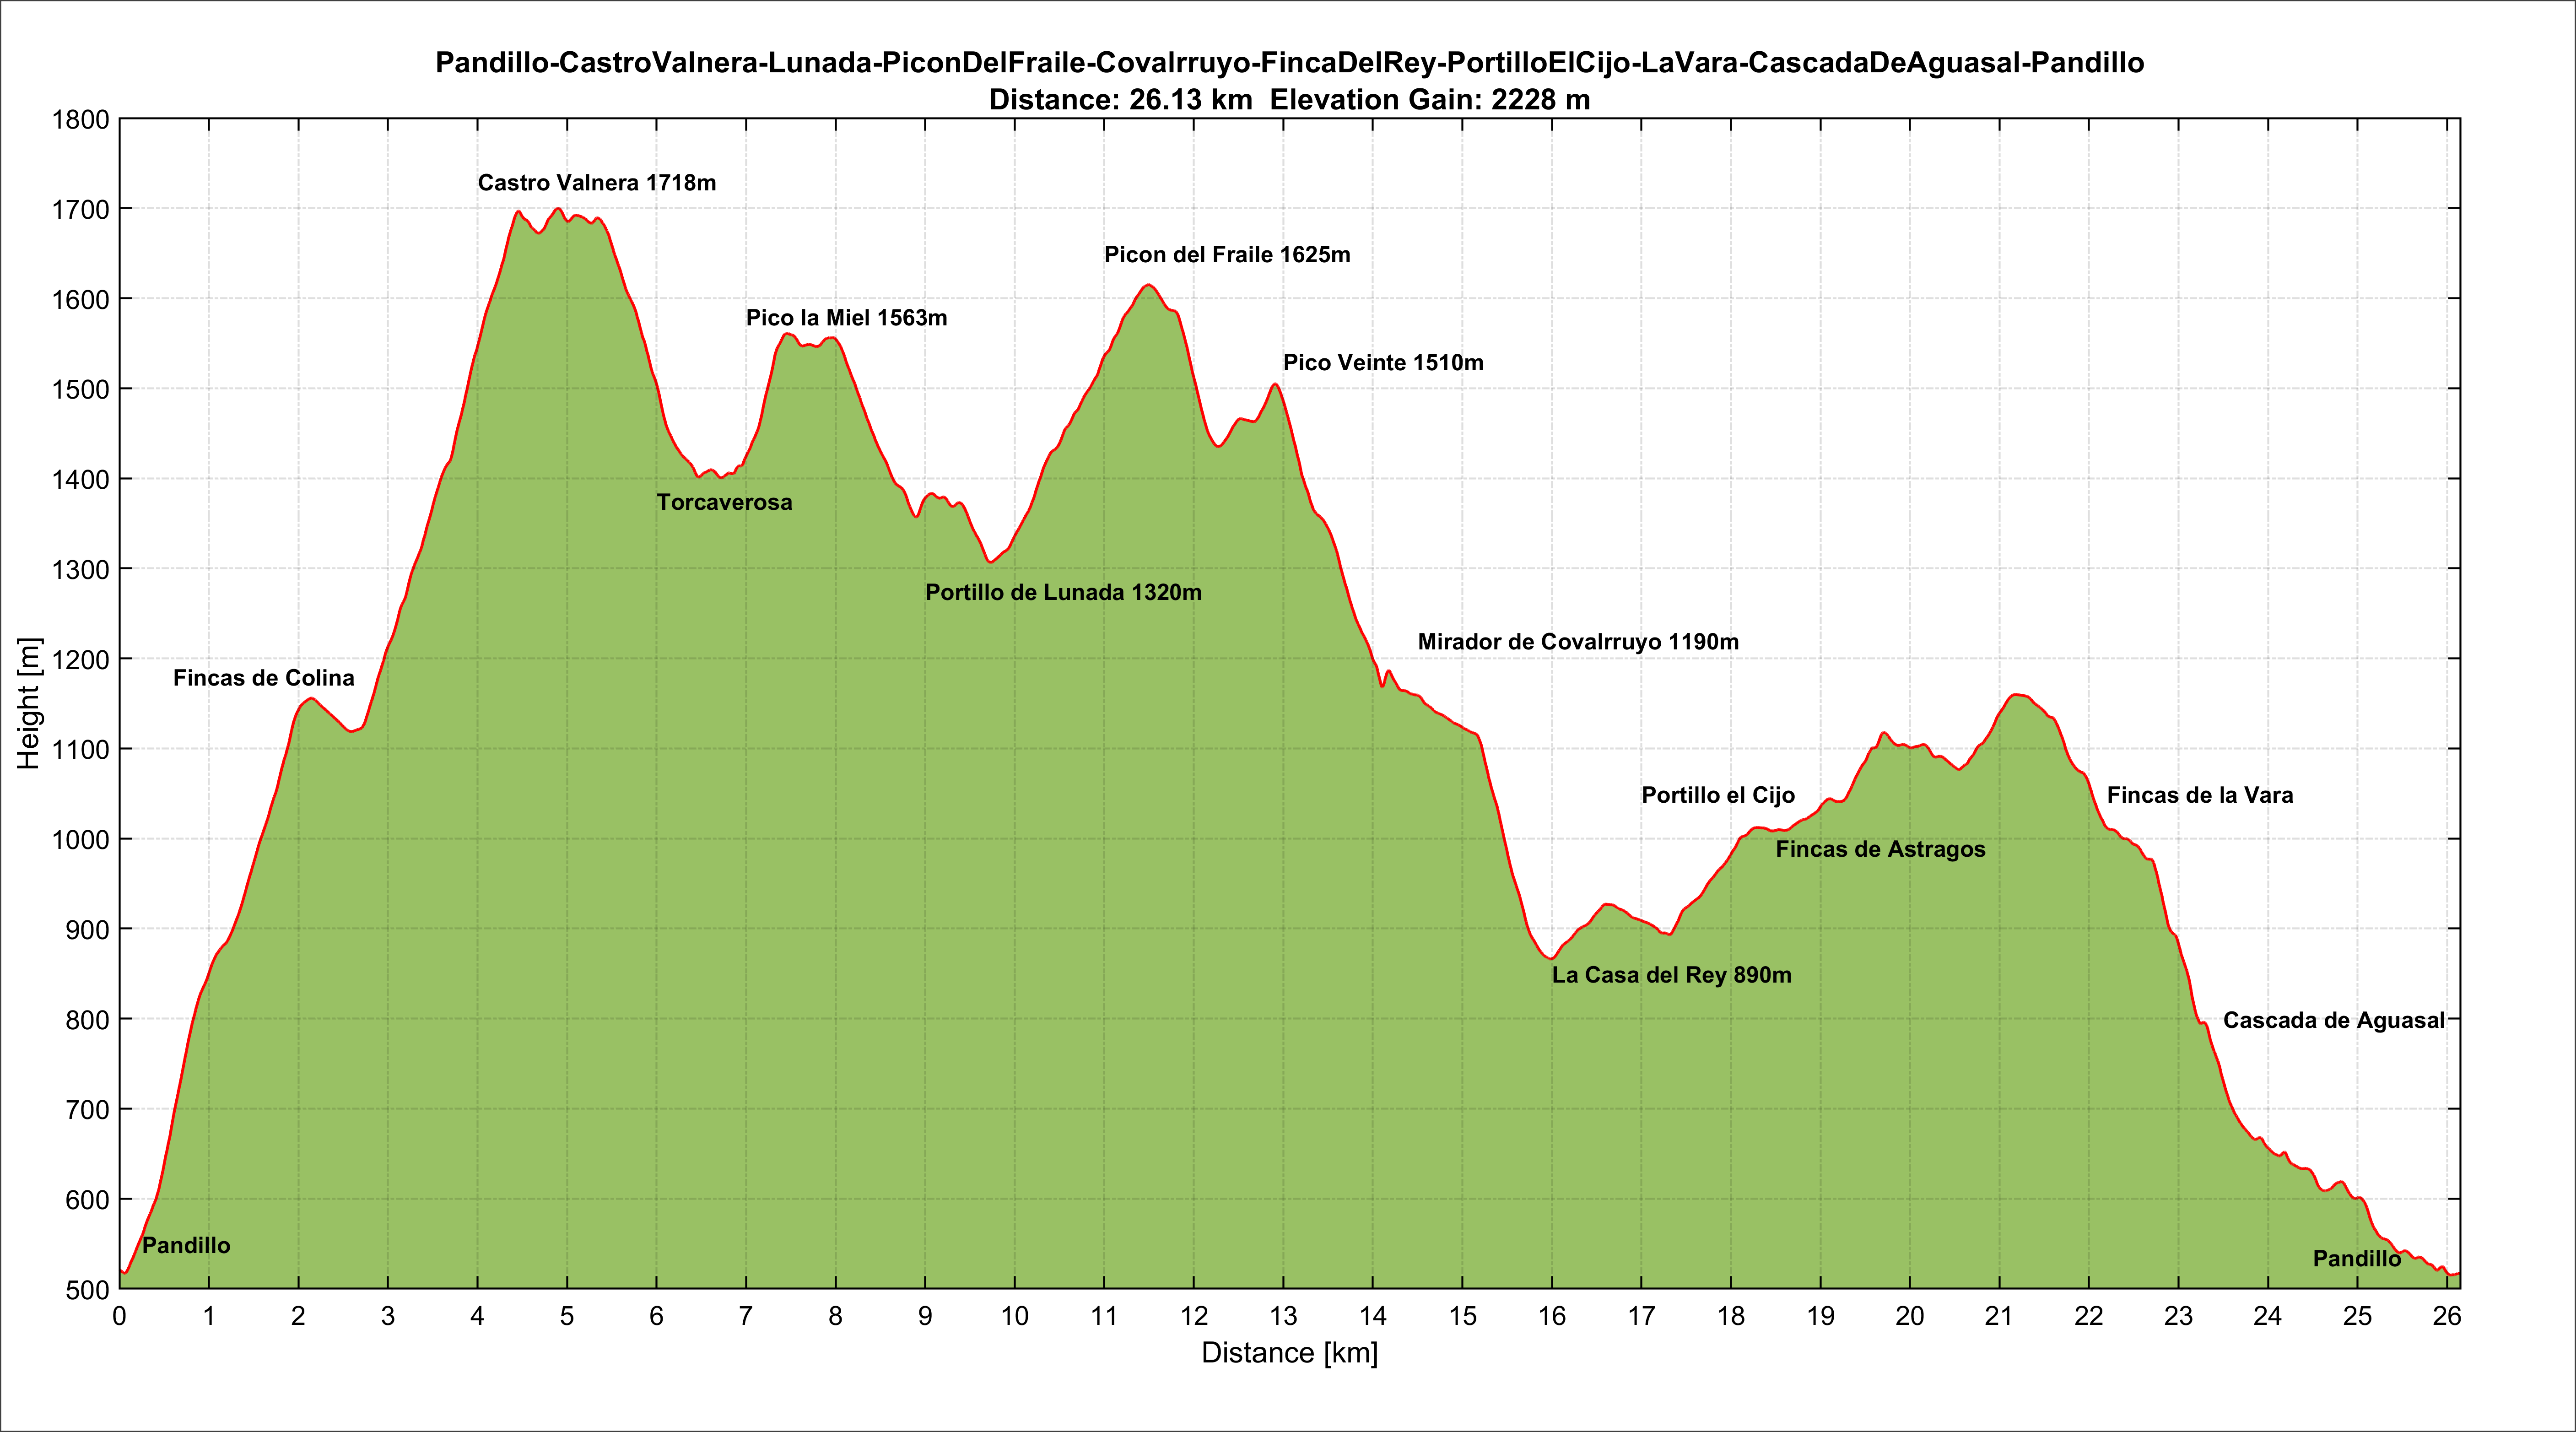 Pandillo-CastroValnera-Lunada-PiconDelFraile-CovaIrruyo-FincaDelRey-PortilloElCijo-LaVara-CascadaDeAguasal-Pandillo
Distance: 26.13 km  Elevation Gain: 2228 m
1800
1700
1600
1500
1400
1300
1200
1100
1000
900
800
700
600
500
Height [m]
Castro Valnera 1718m
Picon del Fraile 1625m
Pico la Miel 1563m
Pico Veinte 1510m
Torcaverosa
Portillo de Lunada 1320m
Mirador de CovaIrruyo 1190m
Fincas de Colina
Portillo el Cijo
Fincas de la Vara
Fincas de Astragos
La Casa del Rey 890m
Cascada de Aguasal
Pandillo
Pandillo
0 1 2 3 4 5 6 7 8 9 10 11 12 13 14 15 16 17 18 19 20 21 22 23 24 25 26
Distance [km]